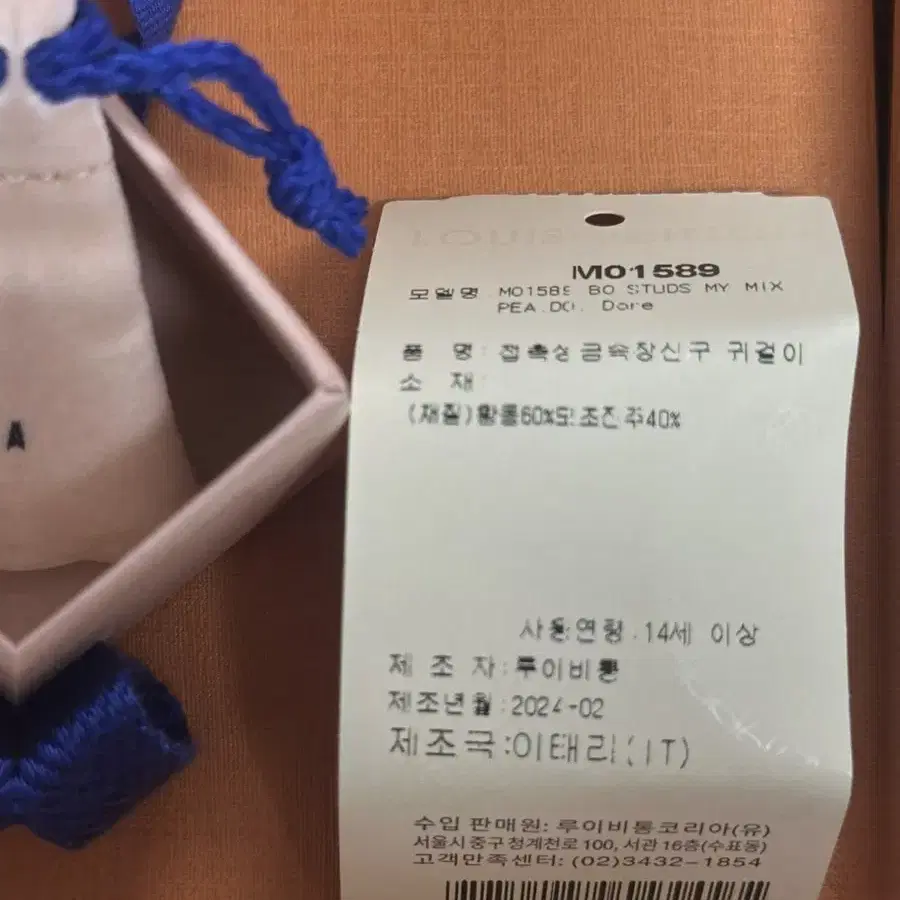 A
M01589
모델명: M01589 BO STUDS MY MIX
PEA.DO. Dore
품 명: 접촉성금속장신구 귀걸이
소 재:
(재질)황동60%모조진주40%
사용연령:14세 이상
제 조 자:루이비통
제조년월:2024-02
제조국:이태리(IT)
수입 판매원: 루이비통코리아(유)
서울시 중구 청계천로 100, 서관 16층(수표동)
고객만족센터: (02)3432-1854